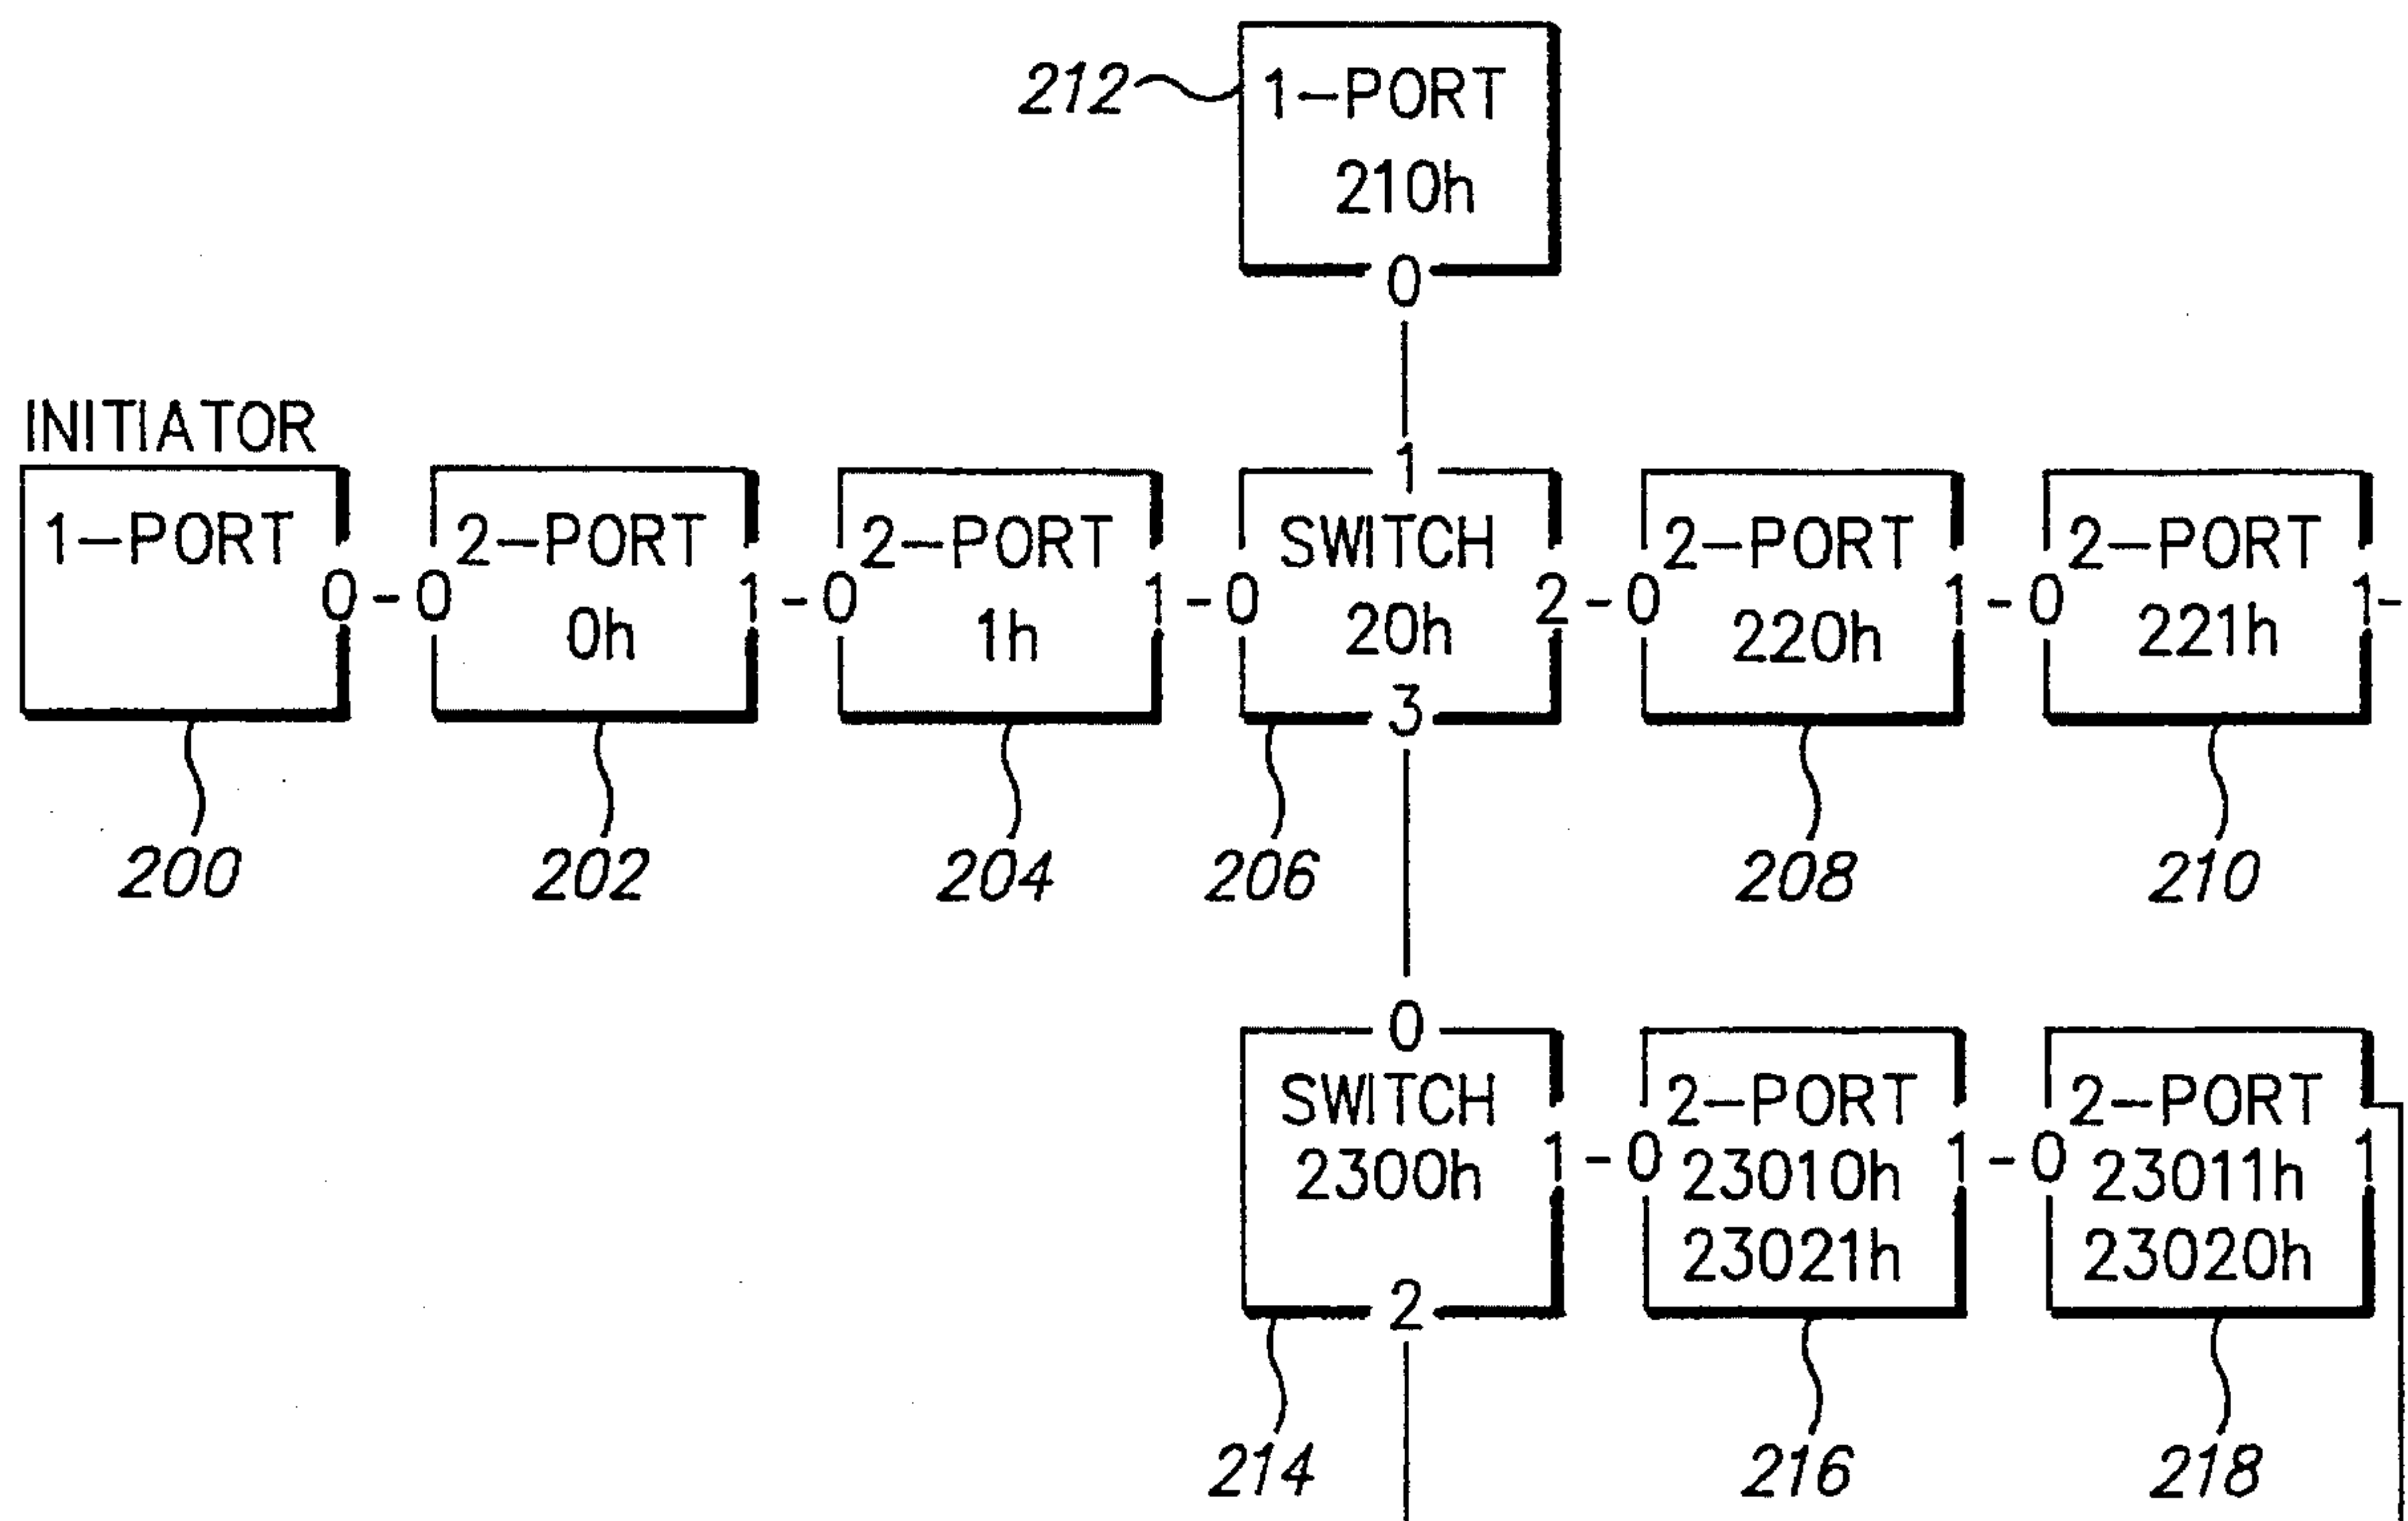 212
1-PORT
210h
0
INITIATOR
1-PORT
0-0
2-PORT
0h
1-0
2-PORT
1h
1-0
1
SWITCH
20h
3
2-0
2-PORT
220h
1-0
2-PORT
221h
1-
200
202
204
206
208
210
0
SWITCH
2300h
2
1-0
2-PORT
23010h
23021h
1-0
2-PORT
23011h
23020h
1
214
216
218